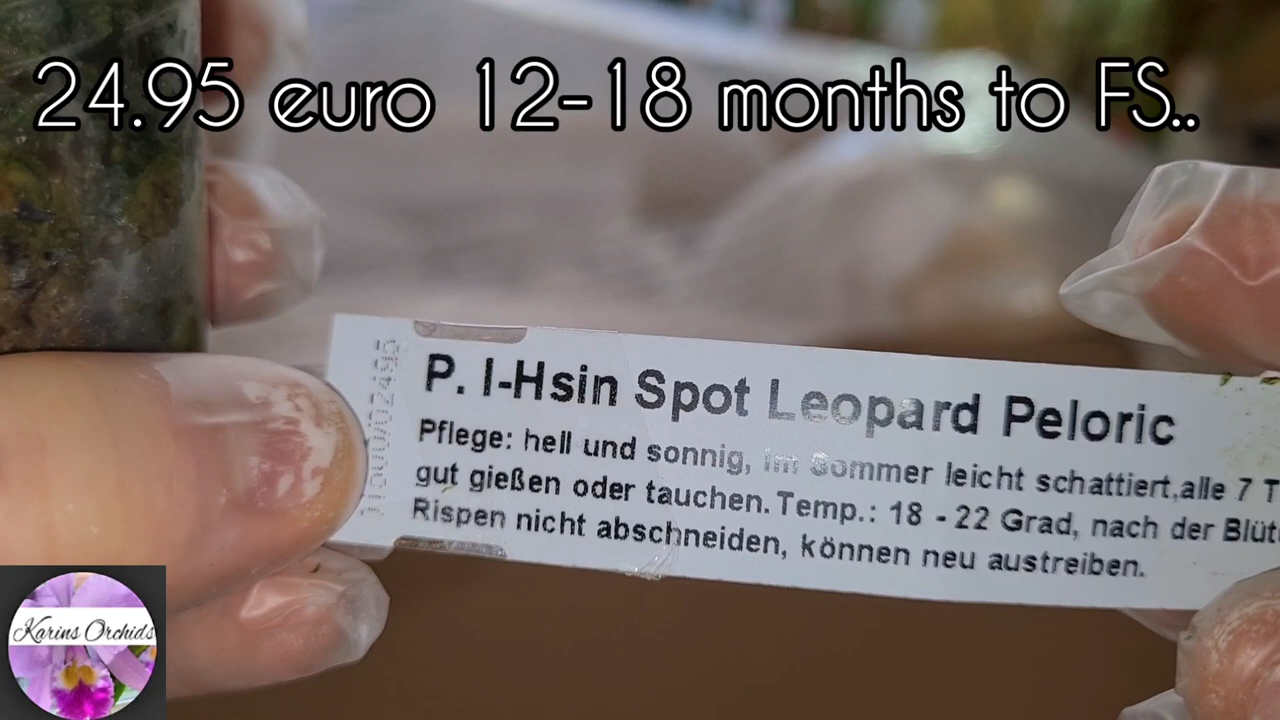 24.95 euro 12-18 months to FS..
P. I-Hsin Spot Leopard Peloric
Pflege: hell und sonnig, im Sommer leicht schattiert,alle 7 T
gut gießen oder tauchen. Temp.: 18 - 22 Grad, nach der Blüt
Rispen nicht abschneiden, können neu austreiben.
Karins Orchids